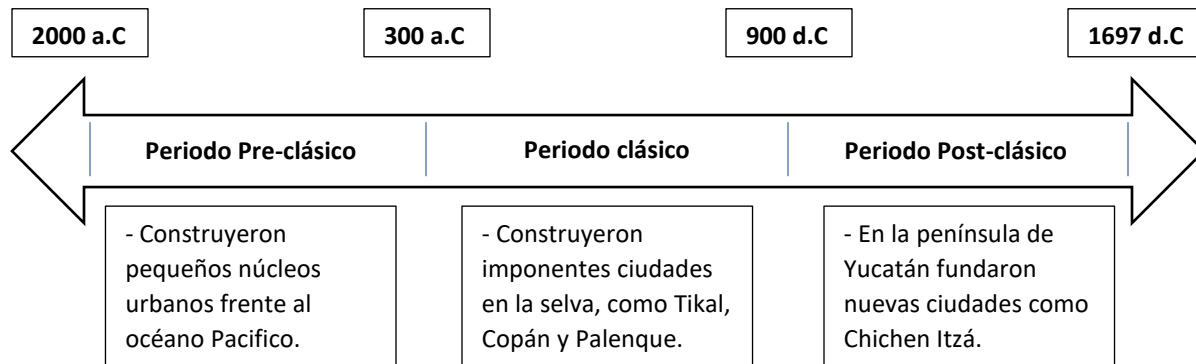 2000 a.C
300 a.C
900 d.C
1697 d.C
Periodo Pre-clásico
Periodo clásico
Periodo Post-clásico
- Construyeron
pequeños núcleos
urbanos frente al
océano Pacifico.
- Construyeron
imponentes ciudades
en la selva, como Tikal,
Copán y Palenque.
- En la península de
Yucatán fundaron
nuevas ciudades como
Chichen Itzá.